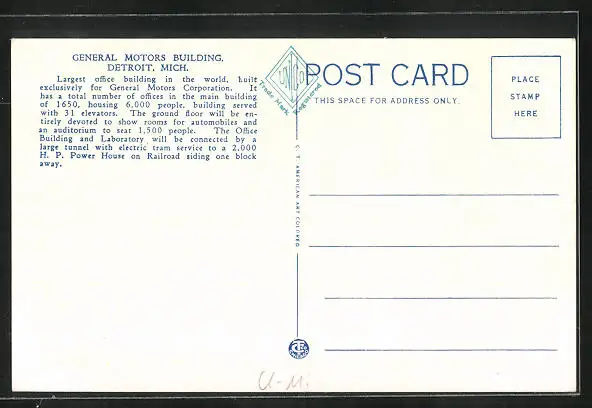 GENERAL MOTORS BUILDING,
DETROIT, MICH.
Largest office building in the world, built
exclusively for General Motors Corporation. It
has a total number of offices in the main building
of 1650, housing 6,000 people, building served
with 31 elevators. The ground floor will be en-
tirely devoted to show rooms for automobiles and
an auditorium to seat 1,500 people. The Office
Building and Laboratory will be connected by a
large tunnel with electric tram service to a 2,000
H. P. Power House on Railroad siding one block
away.
UNICO
Trade Mark Registered
POST CARD
THIS SPACE FOR ADDRESS ONLY.
PLACE
STAMP
HERE
C. T. AMERICAN ART COLORED